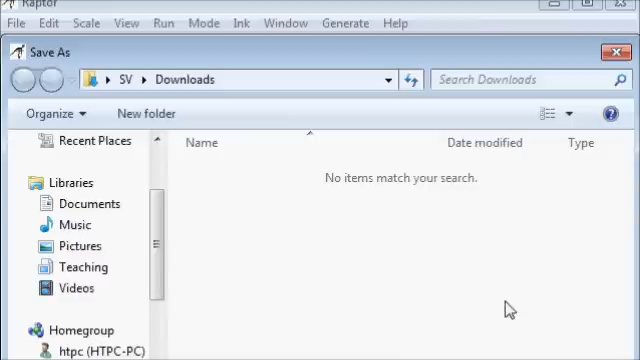 Raptor
File Edit Scale View Run Mode Ink Window Generate Help
Save As
SV Downloads Search Downloads
Organize New folder
Recent Places Name Date modified Type
No items match your search.
Libraries
Documents
Music
Pictures
Teaching
Videos
Homegroup
htpc (HTPC-PC)